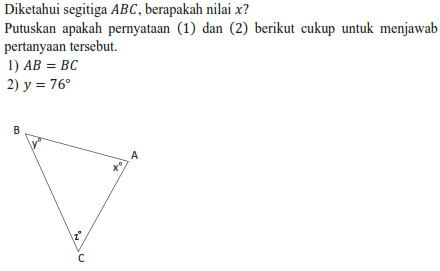 Diketahui segitiga ABC, berapakah nilai x?
Putuskan apakah pernyataan (1) dan (2) berikut cukup untuk menjawab
pertanyaan tersebut.
1) AB = BC
2) y = 76°
B
y°
A
x°
z°
C